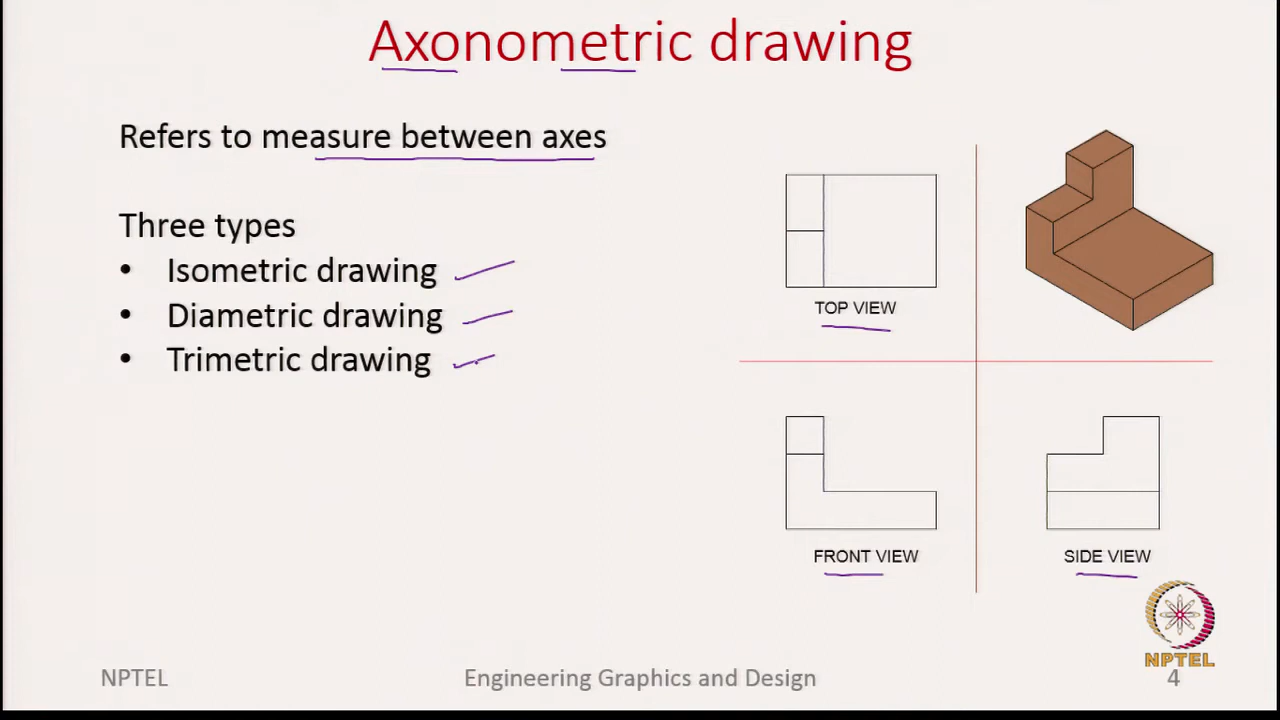 Axonometric drawing
Refers to measure between axes
Three types
• Isometric drawing
• Diametric drawing
• Trimetric drawing
TOP VIEW
FRONT VIEW
SIDE VIEW
NPTEL
NPTEL
Engineering Graphics and Design
4